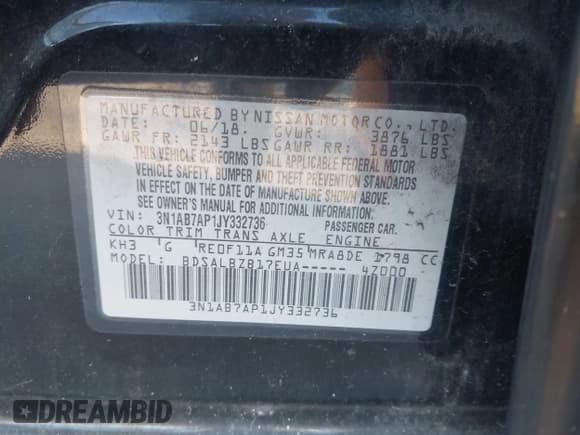 MANUFACTURED BY NISSAN MOTOR CO., LTD.
DATE: 06/18. GVWR: 3876 LBS
GAWR FR: 2143 LBS GAWR RR: 1881 LBS
THIS VEHICLE CONFORMS TO ALL APPLICABLE FEDERAL MOTOR
VEHICLE SAFETY, BUMPER AND THEFT PREVENTION STANDARDS
IN EFFECT ON THE DATE OF MANUFACTURE SHOWN ABOVE.
SEE OWNER'S MANUAL FOR ADDITIONAL INFORMATION
VIN: 3N1AB7AP1JY332736 PASSENGER CAR.
COLOR TRIM TRANS AXLE ENGINE
KH3 G RE0F11A GM35 MRA8DE 1798 CC
MODEL: BDSALBZB17EUA----- 4Z000
3N1AB7AP1JY332736
DREAMBID